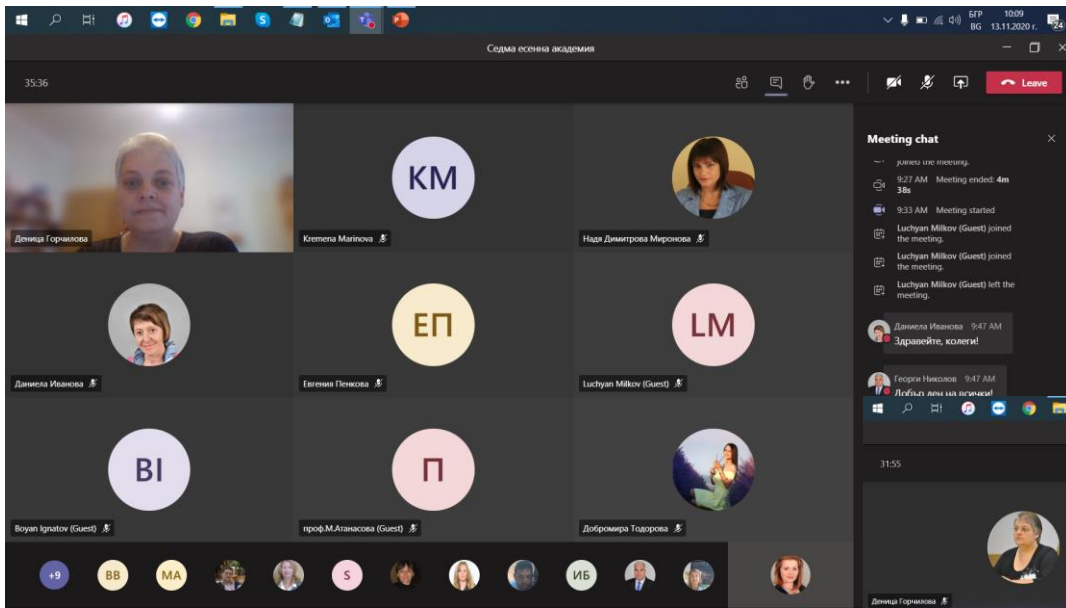 БГР
BG
10:09
13.11.2020 г.
24
Седма есенна академия
35:36
Leave
Деница Горчилова
KM
Kremena Marinova
Надя Димитрова Миронова
Даниела Иванова
ЕП
Евгения Пенкова
LM
Luchyan Milkov (Guest)
BI
Boyan Ignatov (Guest)
П
проф.М.Атанасова (Guest)
Добромира Тодорова
+9
BB
MA
S
ИБ
Meeting chat
joined the meeting.
9:27 AM Meeting ended: 4m
38s
9:33 AM Meeting started
Luchyan Milkov (Guest) joined
the meeting.
Luchyan Milkov (Guest) joined
the meeting.
Luchyan Milkov (Guest) left the
meeting.
Даниела Иванова 9:47 AM
Здравейте, колеги!
Георги Николов 9:47 AM
Добър ден на всички!
31:55
Деница Горчилова